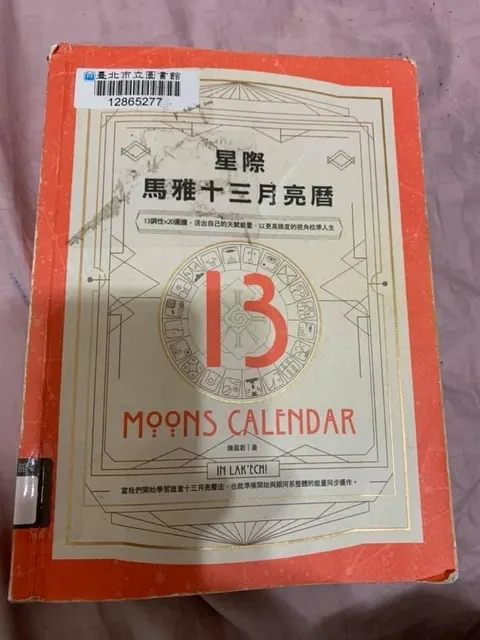 臺北市立圖書館
12865277
星際
馬雅十三月亮曆
13調性×20圖騰，活出自己的天賦能量，以更高維度的視角校準人生
13
MOONS CALENDAR
陳盈君｜著
IN LAK'ECH!
當我們開始學習這套十三月亮曆法，也就準備開始與銀河系整體的能量同步運作。